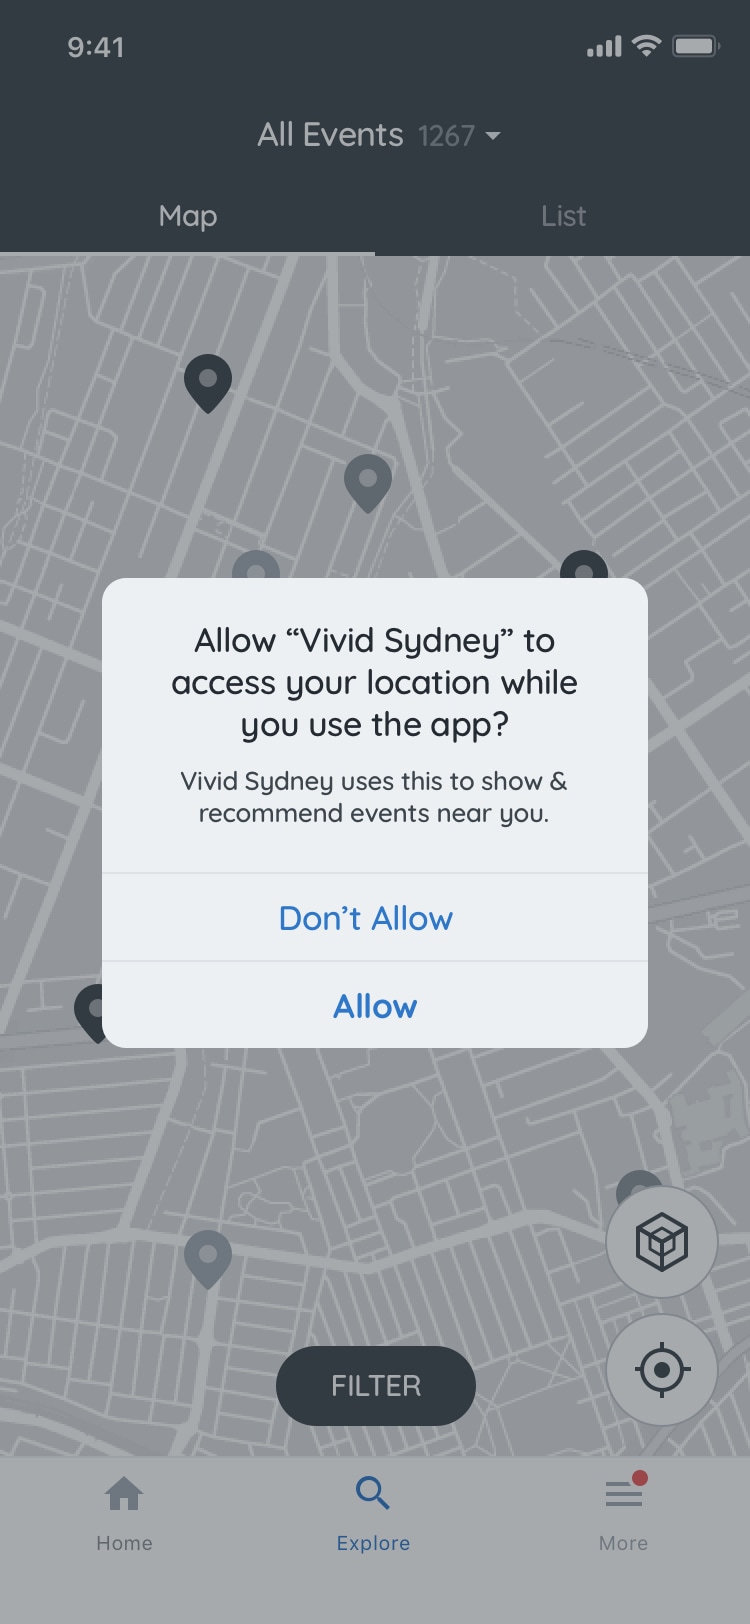 9:41
All Events 1267
Map
List
Allow “Vivid Sydney” to
access your location while
you use the app?
Vivid Sydney uses this to show &
recommend events near you.
Don’t Allow
Allow
FILTER
Home
Explore
More